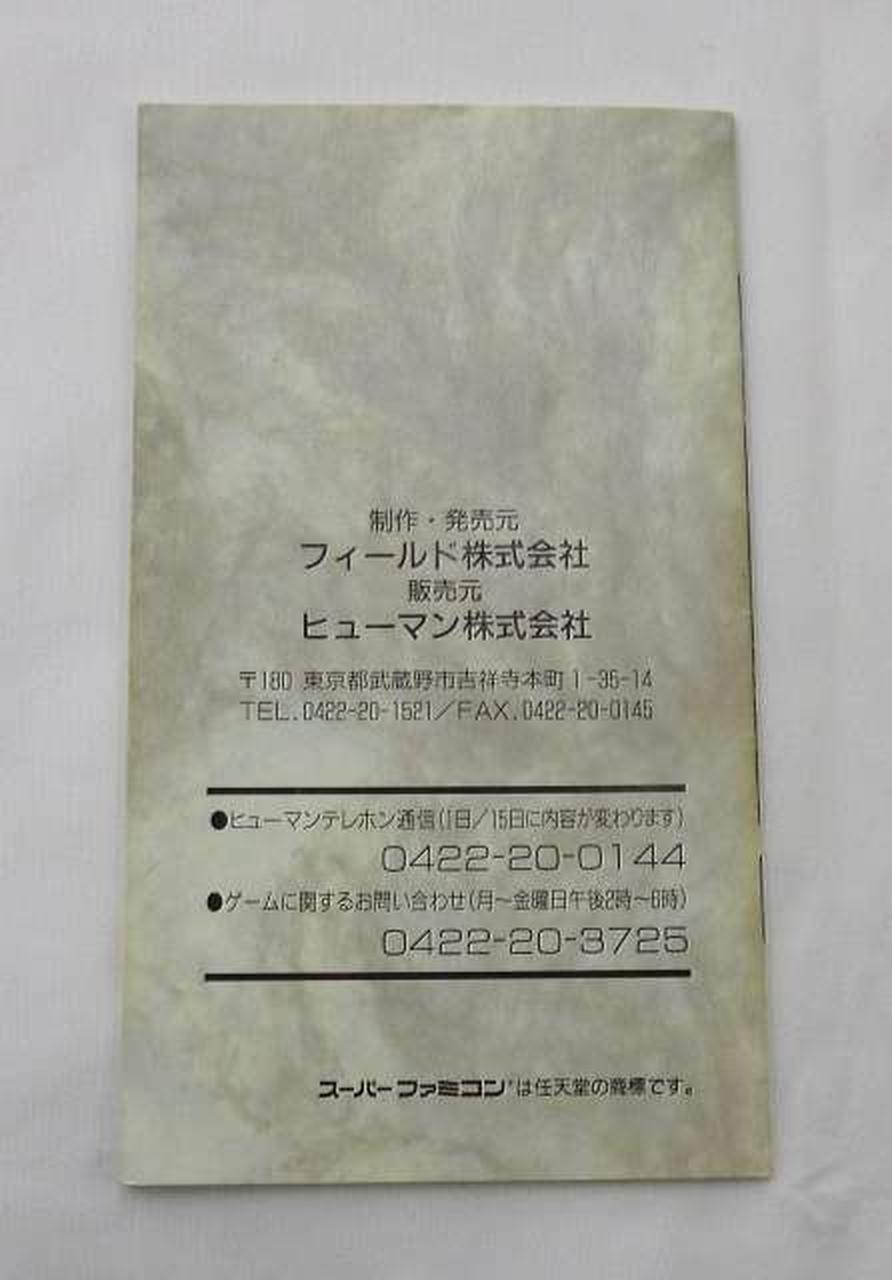 制作・発売元
フィールド株式会社
販売元
ヒューマン株式会社
〒180 東京都武蔵野市吉祥寺本町1-35-14
TEL.0422-20-1521／FAX.0422-20-0145
●ヒューマンテレホン通信(1日／15日に内容が変わります)
0422-20-0144
●ゲームに関するお問い合わせ(月～金曜日午後2時～6時)
0422-20-3725
スーパーファミコン®は任天堂の商標です。